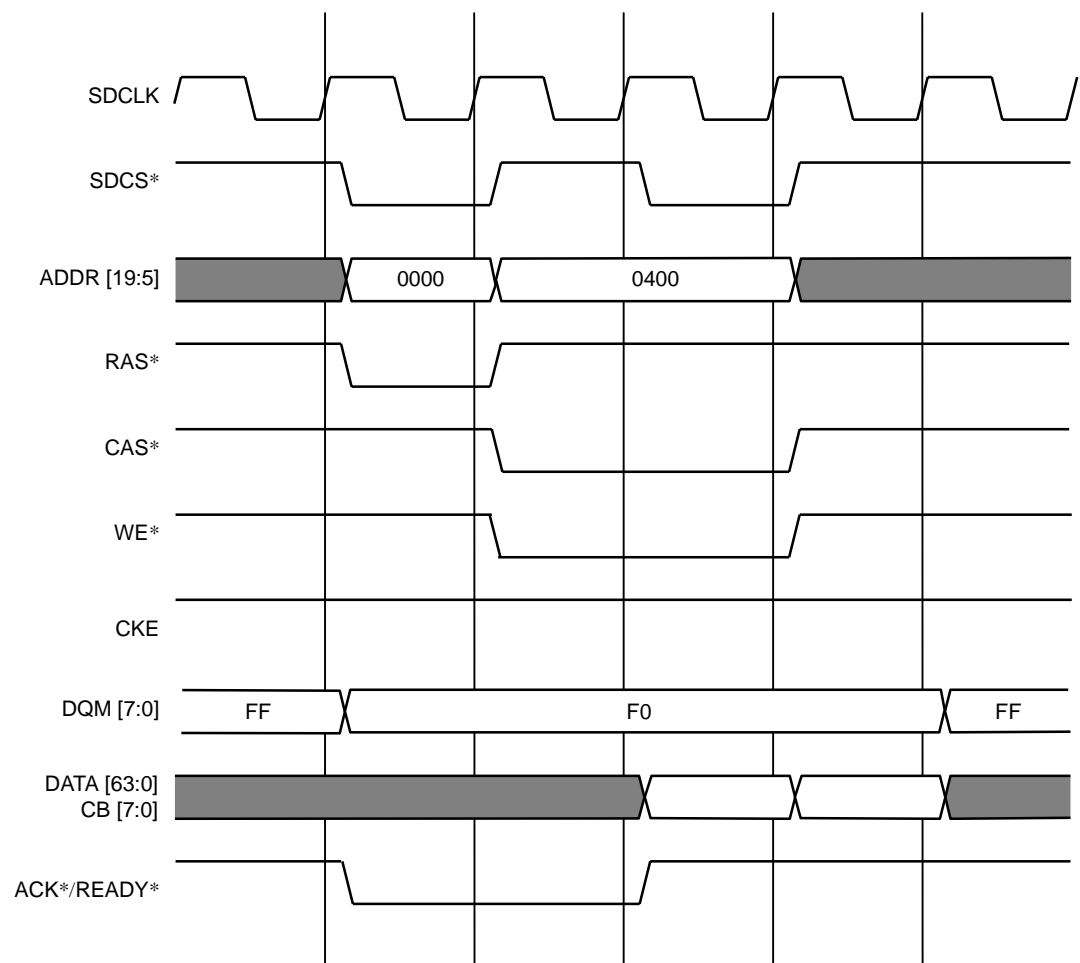 SDCLK
SDCS*
ADDR [19:5]
0000
0400
RAS*
CAS*
WE*
CKE
DQM [7:0]
FF
F0
FF
DATA [63:0]
CB [7:0]
ACK*/READY*